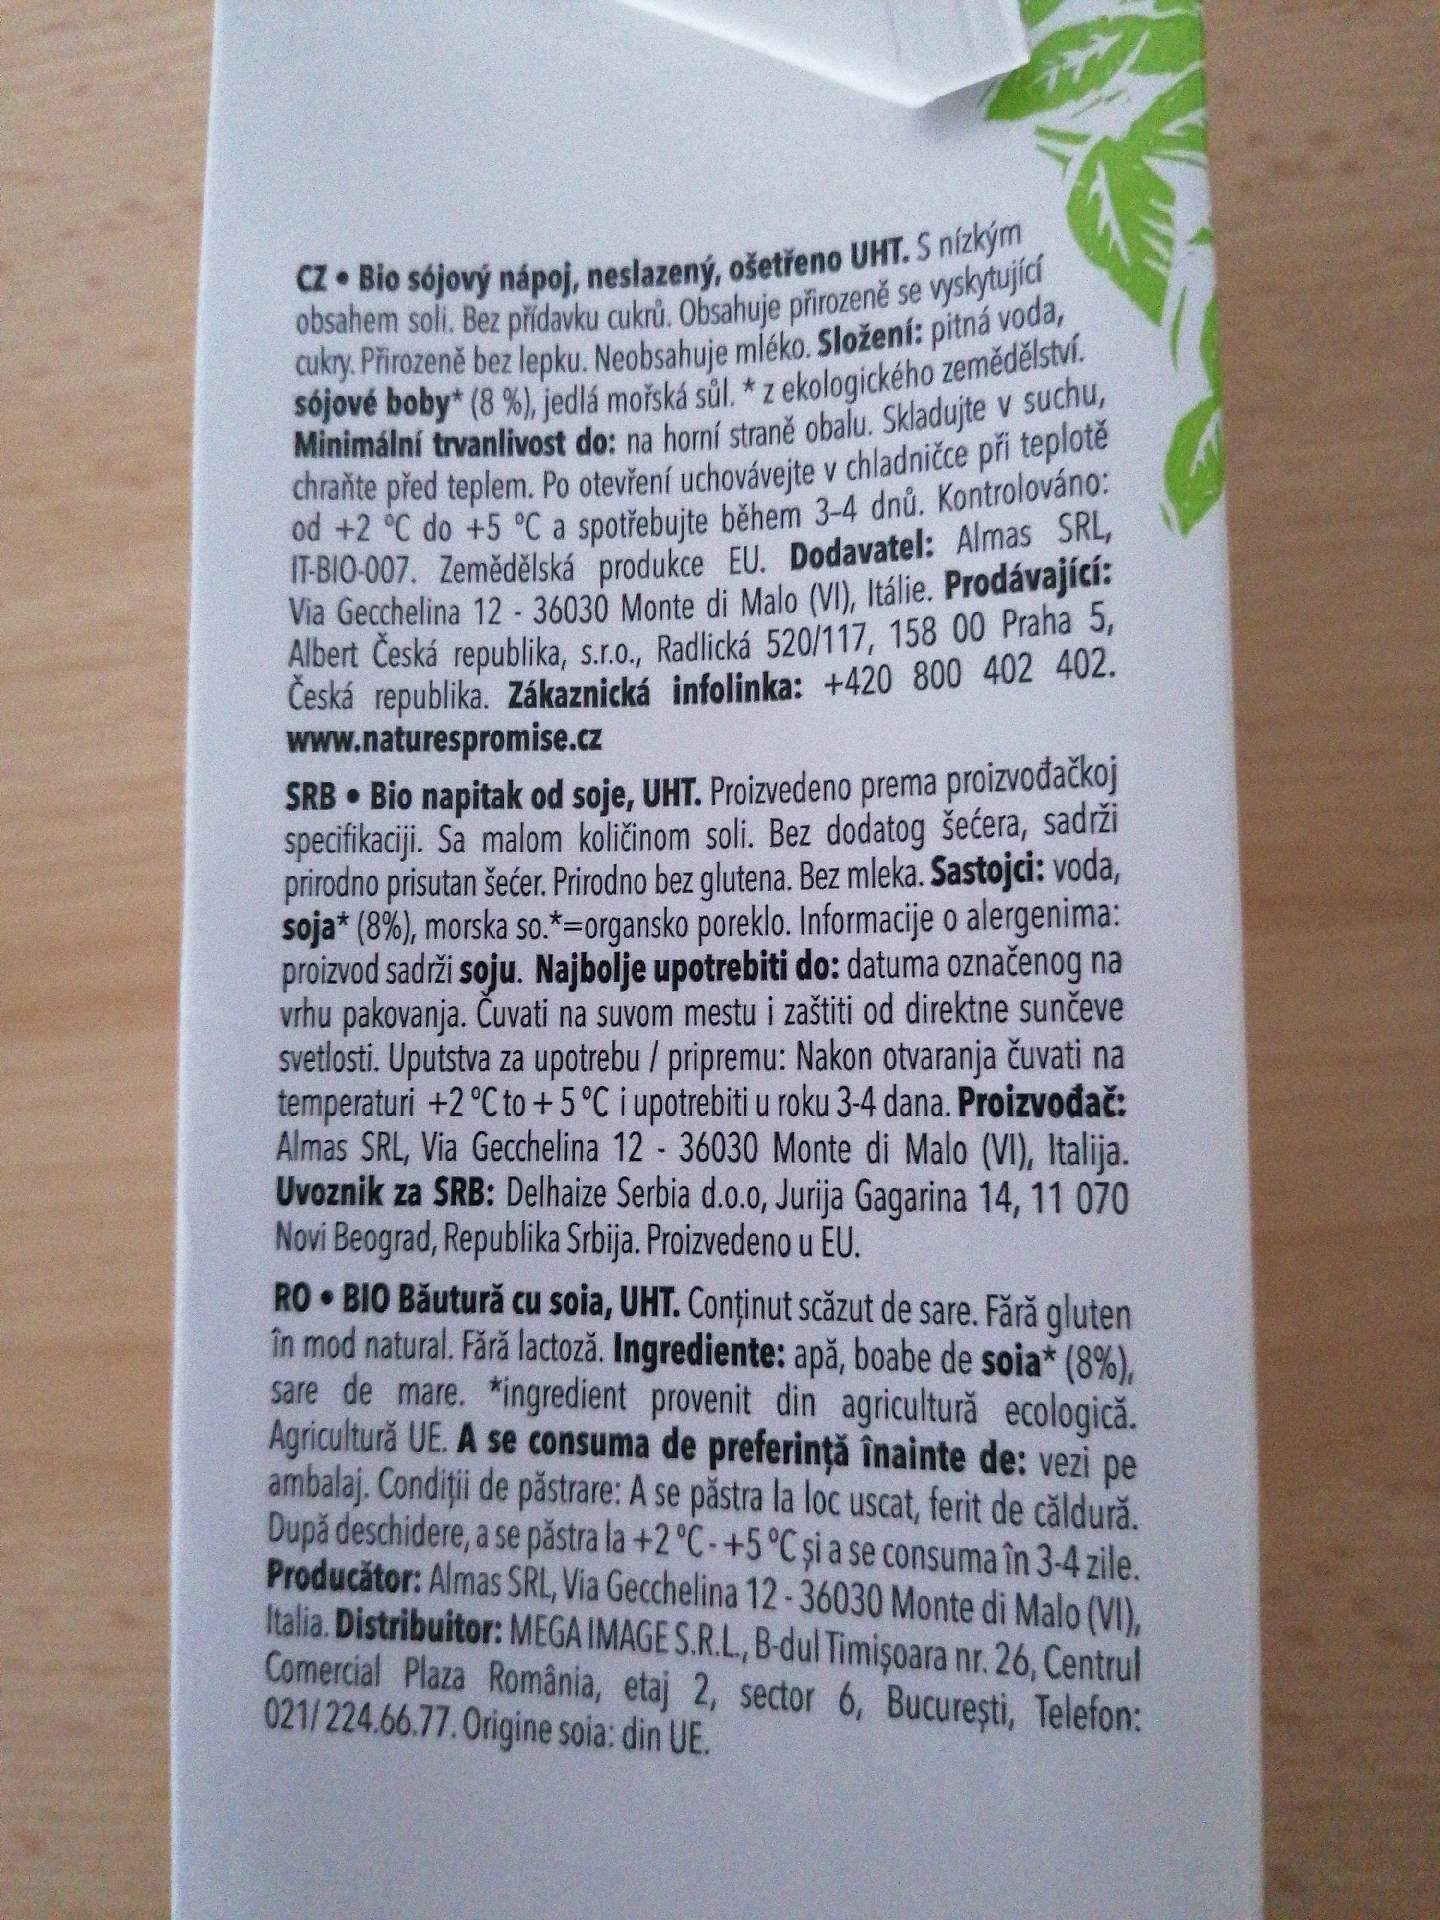 CZ • Bio sójový nápoj, neslazený, ošetřeno UHT. S nízkým
obsahem soli. Bez přídavku cukrů. Obsahuje přirozeně se vyskytující
cukry. Přirozeně bez lepku. Neobsahuje mléko. Složení: pitná voda,
sójové boby* (8 %), jedlá mořská sůl. * z ekologického zemědělství.
Minimální trvanlivost do: na horní straně obalu. Skladujte v suchu,
chraňte před teplem. Po otevření uchovávejte v chladničce při teplotě
od +2 °C do +5 °C a spotřebujte během 3-4 dnů. Kontrolováno:
IT-BIO-007. Zemědělská produkce EU. Dodavatel: Almas SRL,
Via Gecchelina 12 - 36030 Monte di Malo (VI), Itálie. Prodávající:
Albert Česká republika, s.r.o., Radlická 520/117, 158 00 Praha 5,
Česká republika. Zákaznická infolinka: +420 800 402 402.
www.naturespromise.cz
SRB • Bio napitak od soje, UHT. Proizvedeno prema proizvođačkoj
specifikaciji. Sa malom količinom soli. Bez dodatog šećera, sadrži
prirodno prisutan šećer. Prirodno bez glutena. Bez mleka. Sastojci: voda,
soja* (8%), morska so.*=organsko poreklo. Informacije o alergenima:
proizvod sadrži soju. Najbolje upotrebiti do: datuma označenog na
vrhu pakovanja. Čuvati na suvom mestu i zaštiti od direktne sunčeve
svetlosti. Uputstva za upotrebu / pripremu: Nakon otvaranja čuvati na
temperaturi +2 °C to + 5 °C i upotrebiti u roku 3-4 dana. Proizvođač:
Almas SRL, Via Gecchelina 12 - 36030 Monte di Malo (VI), Italija.
Uvoznik za SRB: Delhaize Serbia d.o.o, Jurija Gagarina 14, 11 070
Novi Beograd, Republika Srbija. Proizvedeno u EU.
RO • BIO Băutură cu soia, UHT. Conținut scăzut de sare. Fără gluten
în mod natural. Fără lactoză. Ingrediente: apă, boabe de soia* (8%),
sare de mare. *ingredient provenit din agricultură ecologică.
Agricultură UE. A se consuma de preferință înainte de: vezi pe
ambalaj. Condiții de păstrare: A se păstra la loc uscat, ferit de căldură.
După deschidere, a se păstra la +2 °C - +5 °C și a se consuma în 3-4 zile.
Producător: Almas SRL, Via Gecchelina 12 - 36030 Monte di Malo (VI),
Italia. Distribuitor: MEGA IMAGE S.R.L., B-dul Timișoara nr. 26, Centrul
Comercial Plaza România, etaj 2, sector 6, București, Telefon:
021/ 224.66.77. Origine soia: din UE.